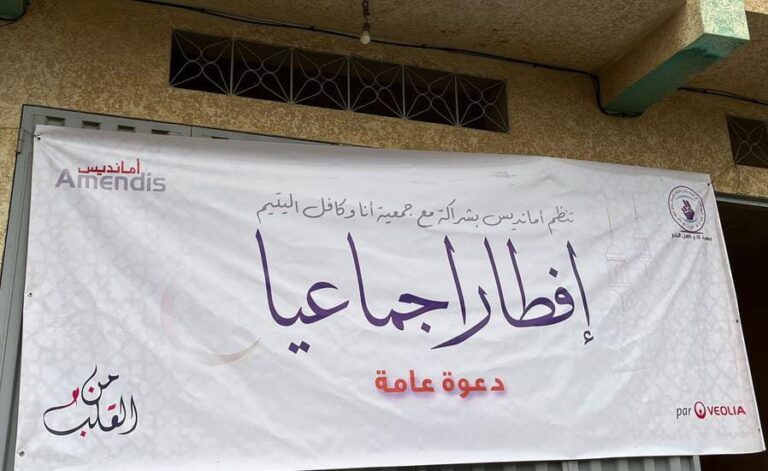 أمانديس
Amendis
تنظم أمانديس بشراكة مع جمعية أنا وكافل اليتيم
إفطارا جماعيا
دعوة عامة
من القلب
par VEOLIA